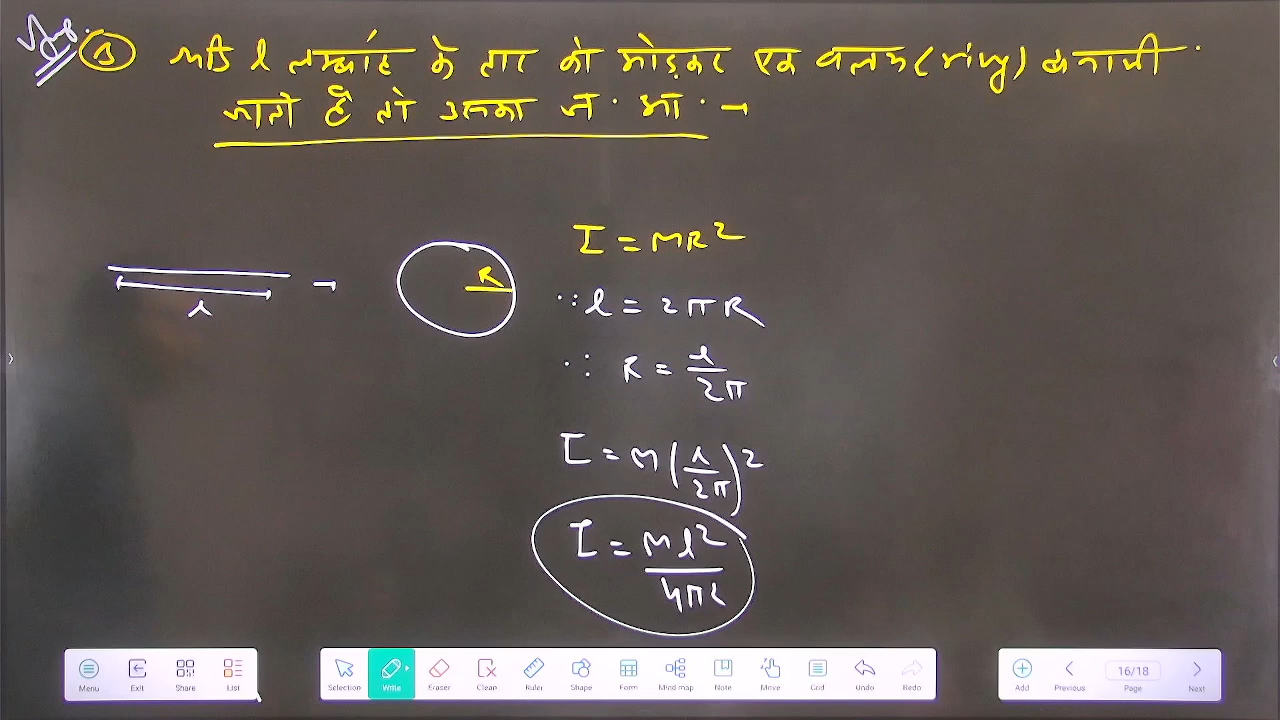 ③ यदि l लम्बाई के तार को मोड़कर एक वलय (ring) बनायी
जाती है तो उसका ज. आ. →
I = MR²
R
l
→
∵ l = 2πR
∴ R = l/2π
I = M(l/2π)²
I = Ml²/4π²
Menu Exit Share List Selection Write Eraser Clean Ruler Shape Form Mind map Note Move Grid Undo Redo Add Previous 16/18 Page Next